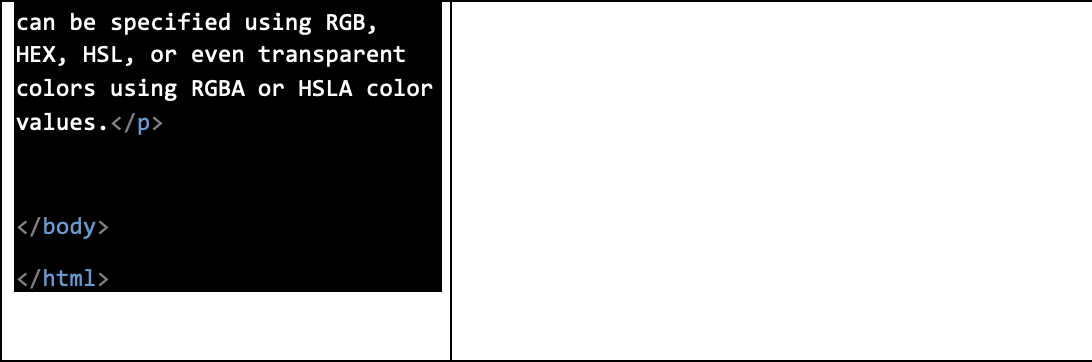 can be specified using RGB,
HEX, HSL, or even transparent
colors using RGBA or HSLA color
values.</p>
</body>
</html>